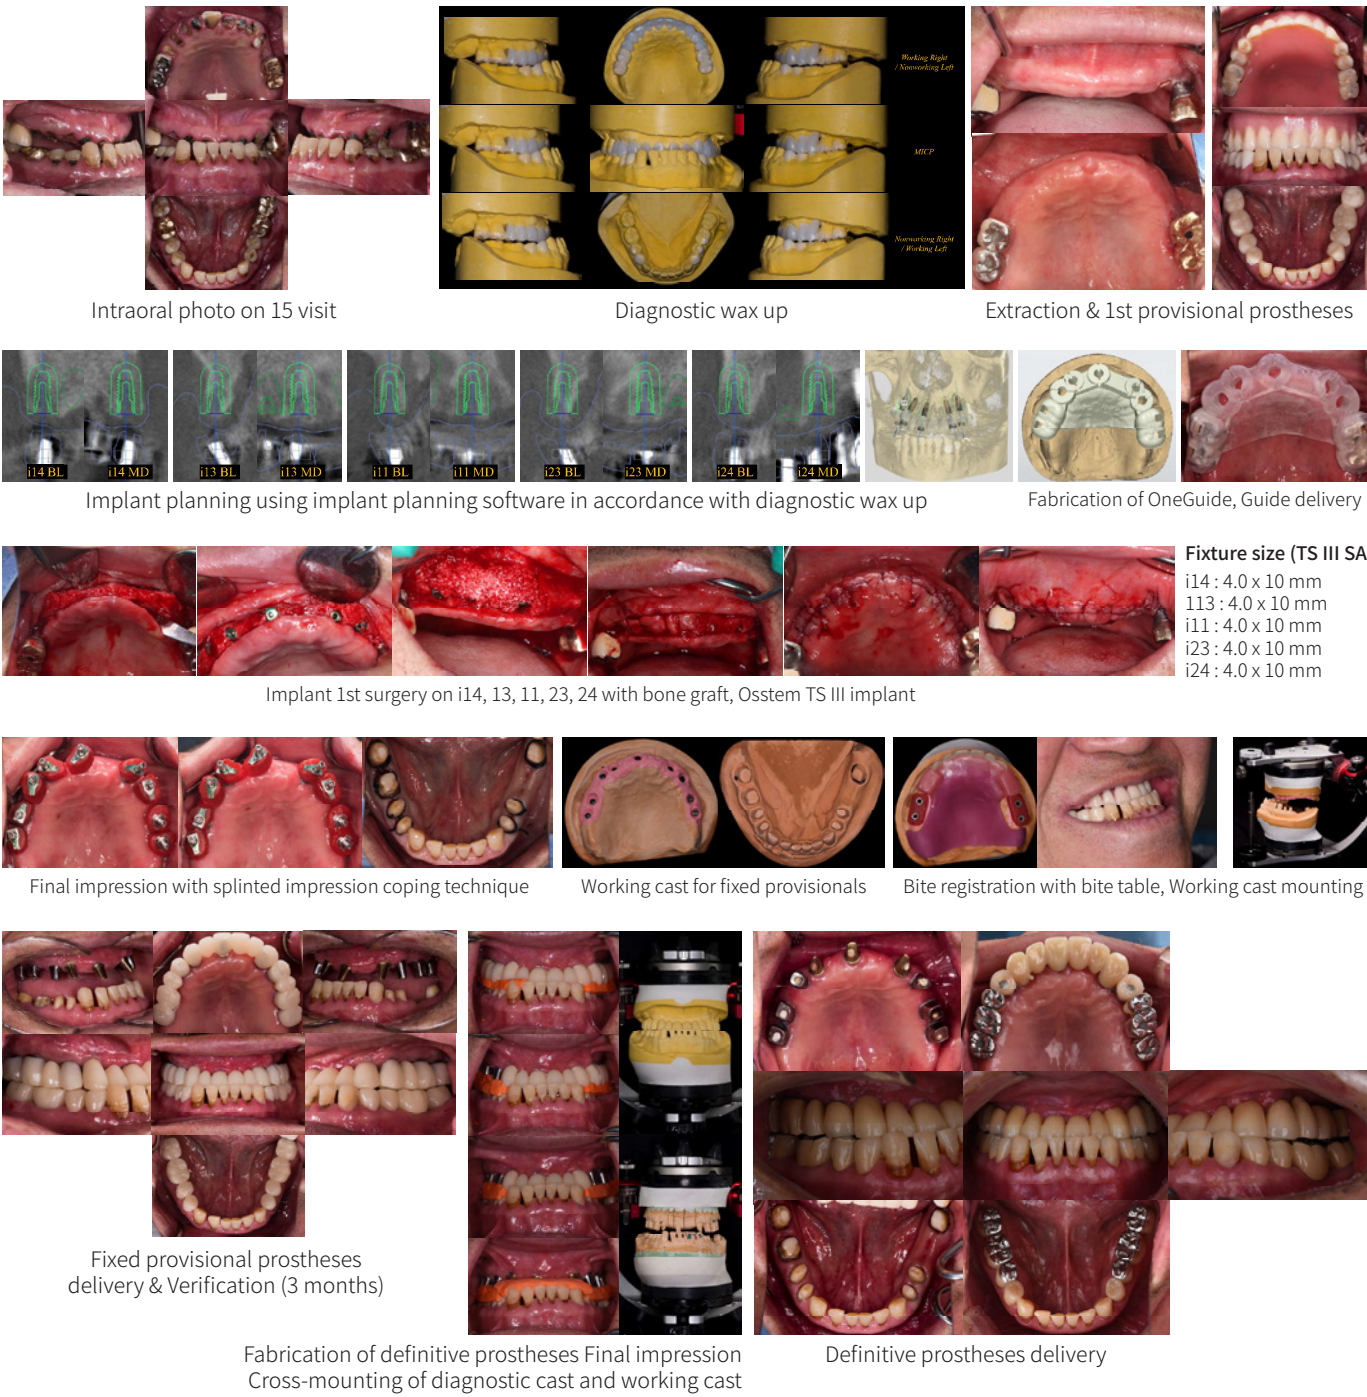 Working Right
/ Nonworking Left
MICP
Nonworking Right
/ Working Left
Intraoral photo on 15 visit
Diagnostic wax up
Extraction & 1st provisional prostheses
i14 BL
i14 MD
i13 BL
i13 MD
i11 BL
i11 MD
i23 BL
i23 MD
i24 BL
i24 MD
Implant planning using implant planning software in accordance with diagnostic wax up
Fabrication of OneGuide, Guide delivery
Fixture size (TS III SA
i14 : 4.0 x 10 mm
113 : 4.0 x 10 mm
i11 : 4.0 x 10 mm
i23 : 4.0 x 10 mm
i24 : 4.0 x 10 mm
Implant 1st surgery on i14, 13, 11, 23, 24 with bone graft, Osstem TS III implant
Final impression with splinted impression coping technique
Working cast for fixed provisionals
Bite registration with bite table, Working cast mounting
Fixed provisional prostheses
delivery & Verification (3 months)
Fabrication of definitive prostheses Final impression
Cross-mounting of diagnostic cast and working cast
Definitive prostheses delivery